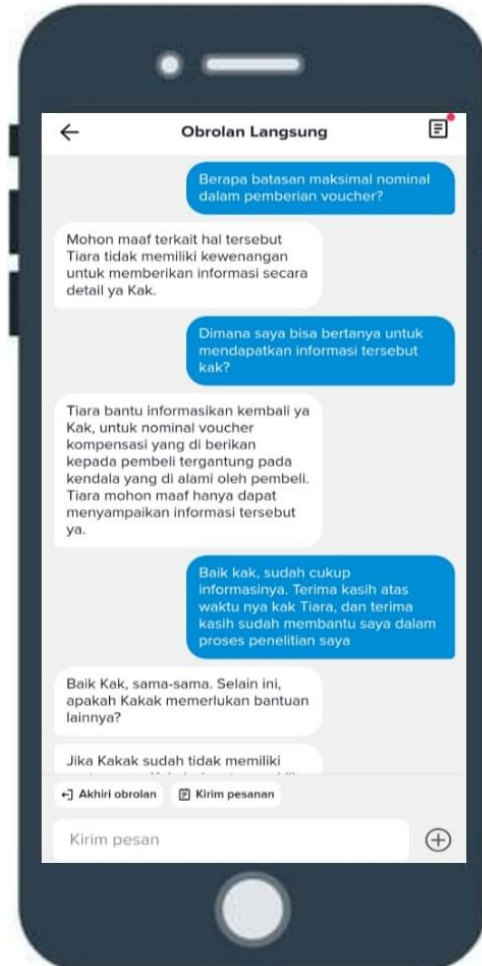 Obrolan Langsung
Berapa batasan maksimal nominal
dalam pemberian voucher?
Mohon maaf terkait hal tersebut
Tiara tidak memiliki kewenangan
untuk memberikan informasi secara
detail ya Kak.
Dimana saya bisa bertanya untuk
mendapatkan informasi tersebut
kak?
Tiara bantu informasikan kembali ya
Kak, untuk nominal voucher
kompensasi yang di berikan
kepada pembeli tergantung pada
kendala yang di alami oleh pembeli.
Tiara mohon maaf hanya dapat
menyampaikan informasi tersebut
ya.
Baik kak, sudah cukup
informasinya. Terima kasih atas
waktu nya kak Tiara, dan terima
kasih sudah membantu saya dalam
proses penelitian saya
Baik Kak, sama-sama. Selain ini,
apakah Kakak memerlukan bantuan
lainnya?
Jika Kakak sudah tidak memiliki
Akhiri obrolan
Kirim pesanan
Kirim pesan